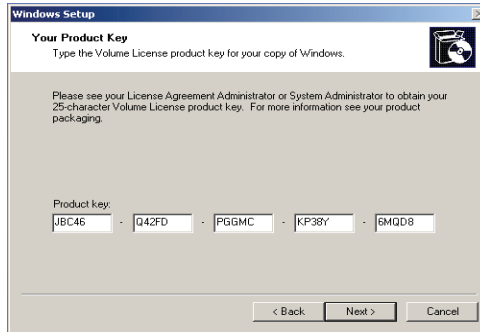 Windows Setup
Your Product Key
Type the Volume License product key for your copy of Windows.
Please see your License Agreement Administrator or System Administrator to obtain your
25-character Volume License product key. For more information see your product
packaging.
Product key:
JBC46 - Q42FD - PGGMC - KP38Y - 6MQD8
< Back Next > Cancel